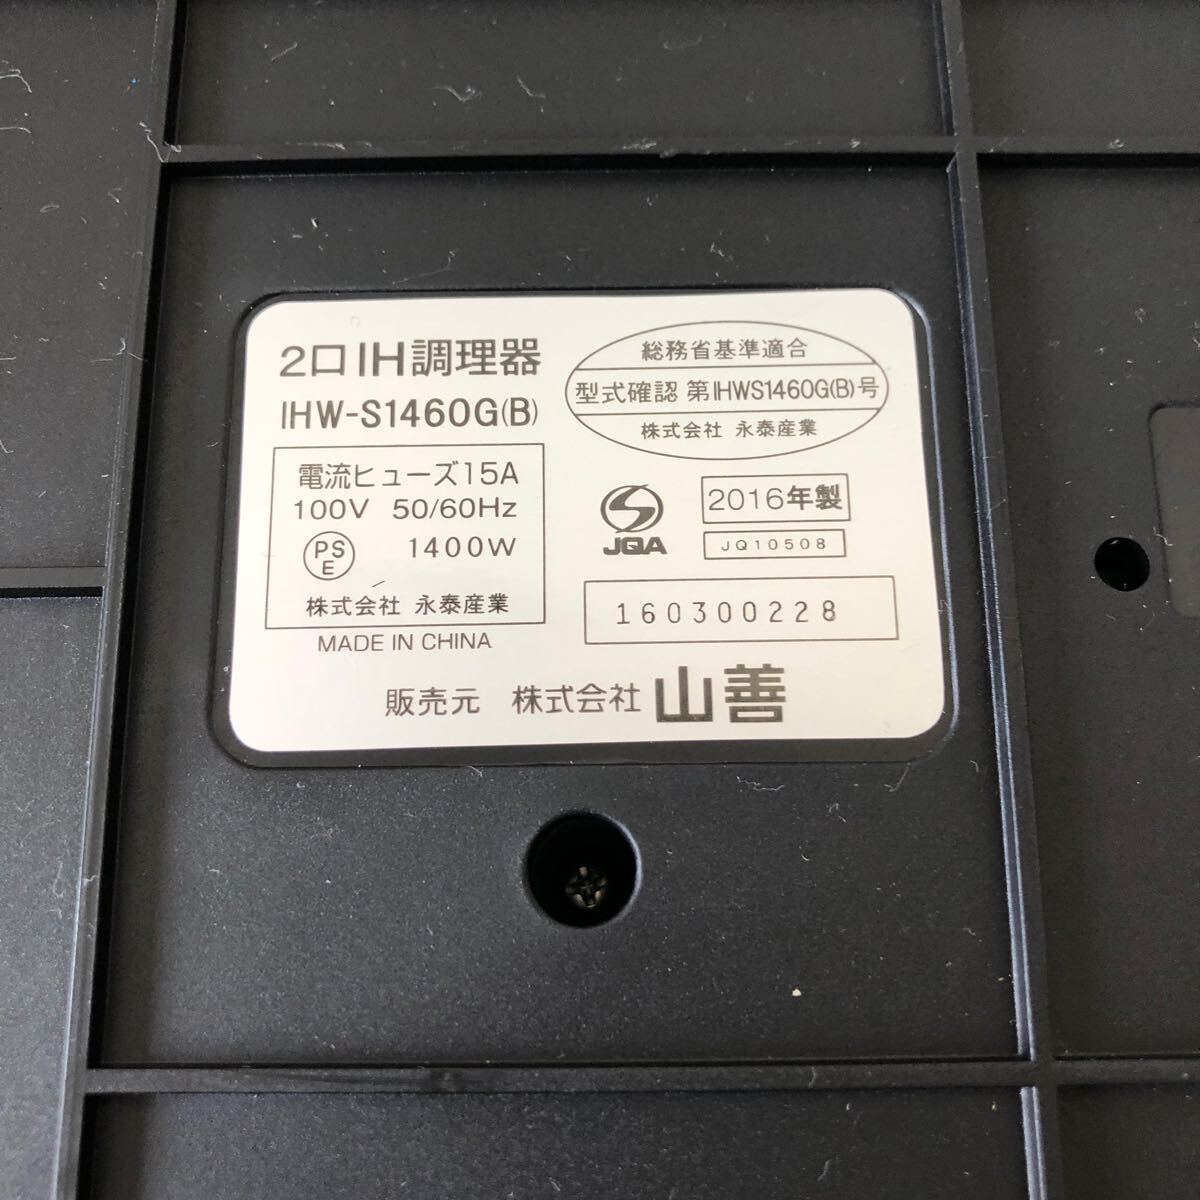 2口IH調理器
IHW-S1460G(B)
総務省基準適合
型式確認 第IHWS1460G(B)号
株式会社 永泰産業
電流ヒューズ15A
100V 50/60Hz
PS
E
1400W
株式会社 永泰産業
MADE IN CHINA
JQA
2016年製
JQ10508
160300228
販売元 株式会社 山善